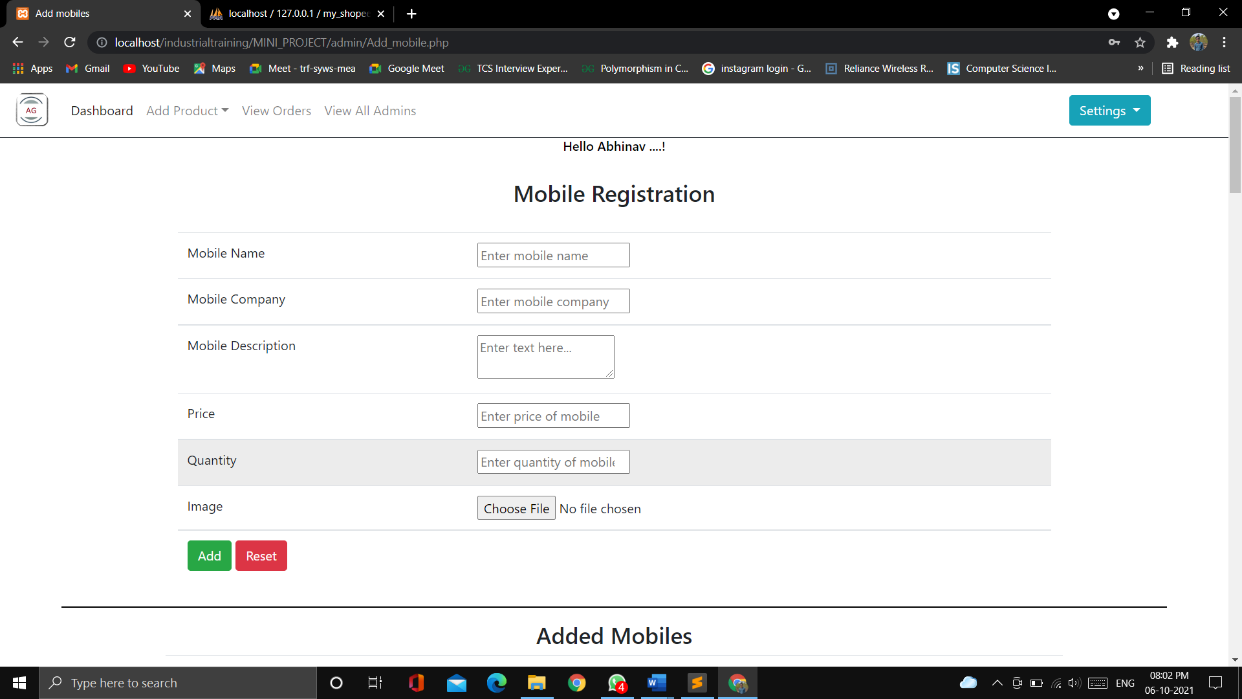 Add mobiles
localhost / 127.0.0.1 / my_shope
localhost/industrialtraining/MINI_PROJECT/admin/Add_mobile.php
Apps Gmail YouTube Maps Meet - trf-syws-mea Google Meet TCS Interview Exper... Polymorphism in C... instagram login - G... Reliance Wireless R... Computer Science I... » Reading list
AG Dashboard Add Product View Orders View All Admins Settings
Hello Abhinav ....!
Mobile Registration
Mobile Name Enter mobile name
Mobile Company Enter mobile company
Mobile Description Enter text here...
Price Enter price of mobile
Quantity Enter quantity of mobile
Image Choose File No file chosen
Add Reset
Added Mobiles
Type here to search 4 ENG 08:02 PM
06-10-2021